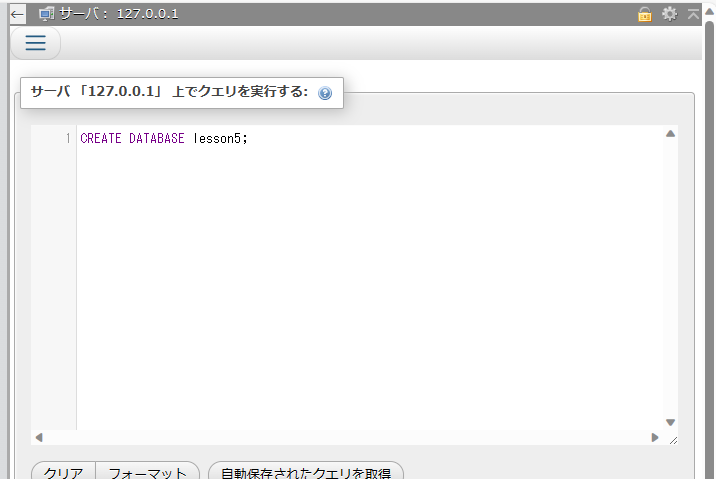 サーバ: 127.0.0.1
サーバ 「127.0.0.1」 上でクエリを実行する:
1 CREATE DATABASE lesson5;
クリア フォーマット 自動保存されたクエリを取得